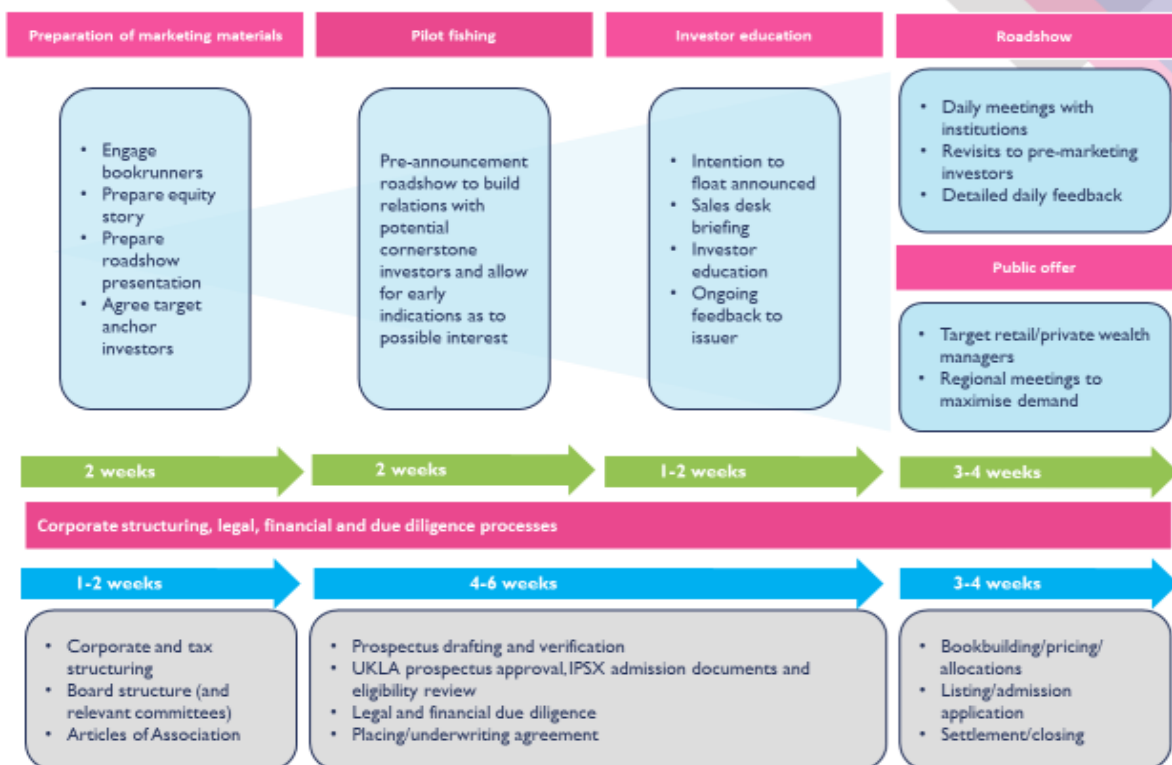 Preparation of marketing materials
Pilot fishing
Investor education
Roadshow
• Engage
bookrunners
• Prepare equity
story
• Prepare
roadshow
presentation
• Agree target
anchor
investors
Pre-announcement
roadshow to build
relations with
potential
cornerstone
investors and allow
for early
indications as to
possible interest
• Intention to
float announced
• Sales desk
briefing
• Investor
education
• Ongoing
feedback to
issuer
• Daily meetings with
institutions
• Revisits to pre-marketing
investors
• Detailed daily feedback
Public offer
• Target retail/private wealth
managers
• Regional meetings to
maximise demand
2 weeks
2 weeks
1-2 weeks
3-4 weeks
Corporate structuring, legal, financial and due diligence processes
1-2 weeks
4-6 weeks
3-4 weeks
• Corporate and tax
structuring
• Board structure (and
relevant committees)
• Articles of Association
• Prospectus drafting and verification
• UKLA prospectus approval, IPSX admission documents and
eligibility review
• Legal and financial due diligence
• Placing/underwriting agreement
• Bookbuilding/pricing/
allocations
• Listing/admission
application
• Settlement/closing